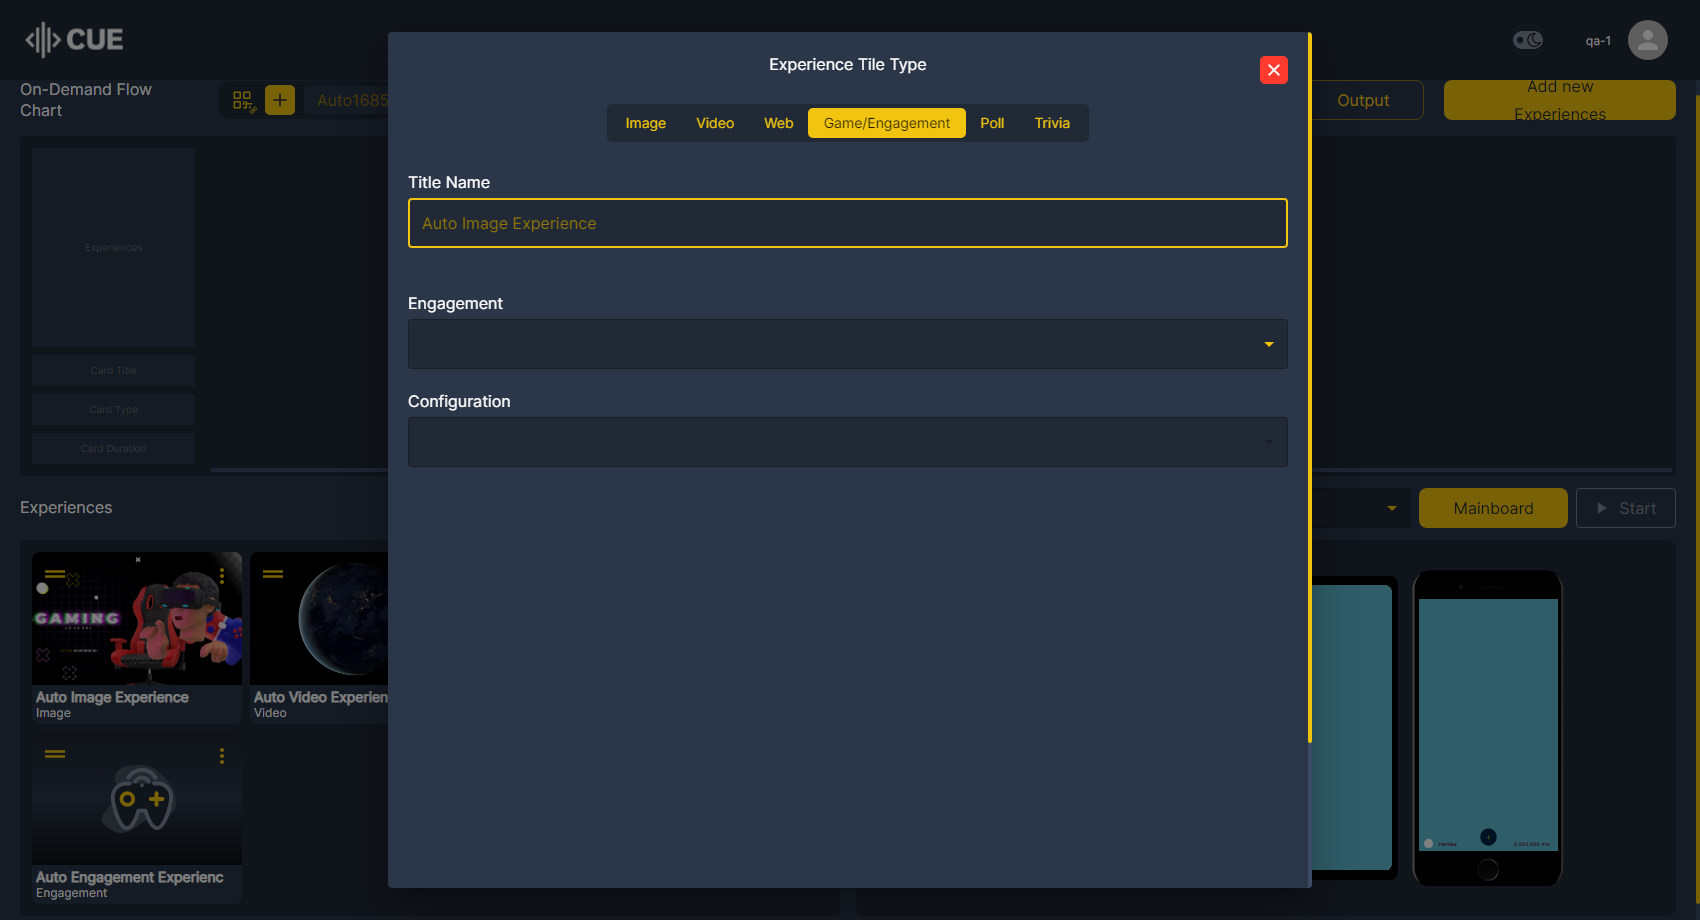 CUE
qa-1
On-Demand Flow
Chart
Auto1685
Output
Add new
Experiences
Experience Tile Type
Image Video Web Game/Engagement Poll Trivia
Title Name
Auto Image Experience
Engagement
Configuration
Experiences
Card Title
Card Type
Card Duration
Experiences
Mainboard
Start
GAMING
Auto Image Experience
Image
Auto Video Experien
Video
Auto Engagement Experienc
Engagement
PREVIEW